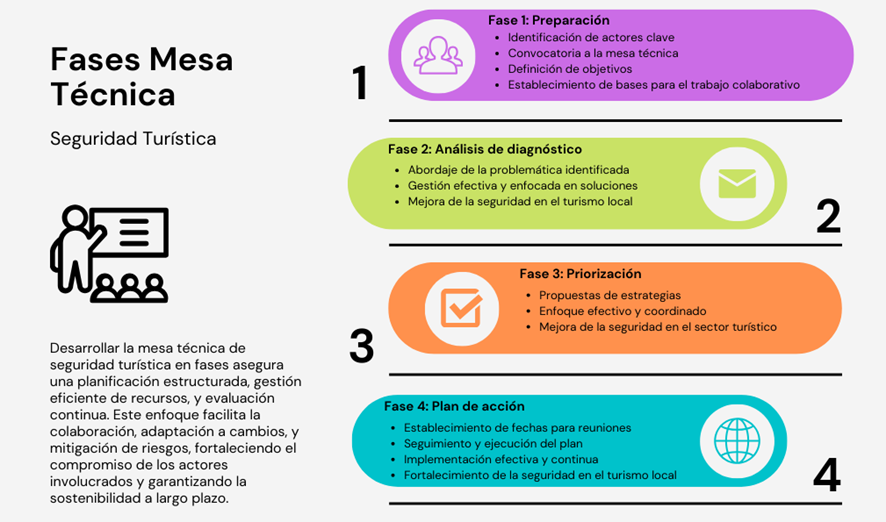 Fases Mesa
Técnica
Seguridad Turística
Desarrollar la mesa técnica de
seguridad turística en fases asegura
una planificación estructurada, gestión
eficiente de recursos, y evaluación
continua. Este enfoque facilita la
colaboración, adaptación a cambios, y
mitigación de riesgos, fortaleciendo el
compromiso de los actores
involucrados y garantizando la
sostenibilidad a largo plazo.
1
Fase 1: Preparación
• Identificación de actores clave
• Convocatoria a la mesa técnica
• Definición de objetivos
• Establecimiento de bases para el trabajo colaborativo
Fase 2: Análisis de diagnóstico
• Abordaje de la problemática identificada
• Gestión efectiva y enfocada en soluciones
• Mejora de la seguridad en el turismo local
2
3
Fase 3: Priorización
• Propuestas de estrategias
• Enfoque efectivo y coordinado
• Mejora de la seguridad en el sector turístico
Fase 4: Plan de acción
• Establecimiento de fechas para reuniones
• Seguimiento y ejecución del plan
• Implementación efectiva y continua
• Fortalecimiento de la seguridad en el turismo local
4